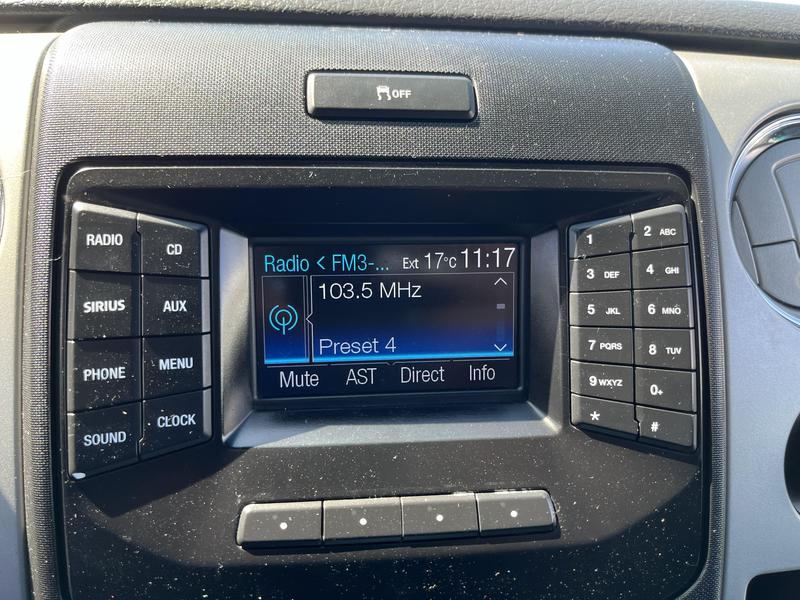 OFF
RADIO
CD
SIRIUS
AUX
PHONE
MENU
SOUND
CLOCK
Radio < FM3-... Ext 17°C 11:17
103.5 MHz
Preset 4
Mute AST Direct Info
1
2 ABC
3 DEF
4 GHI
5 JKL
6 MNO
7 PQRS
8 TUV
9 WXYZ
0+
*
#